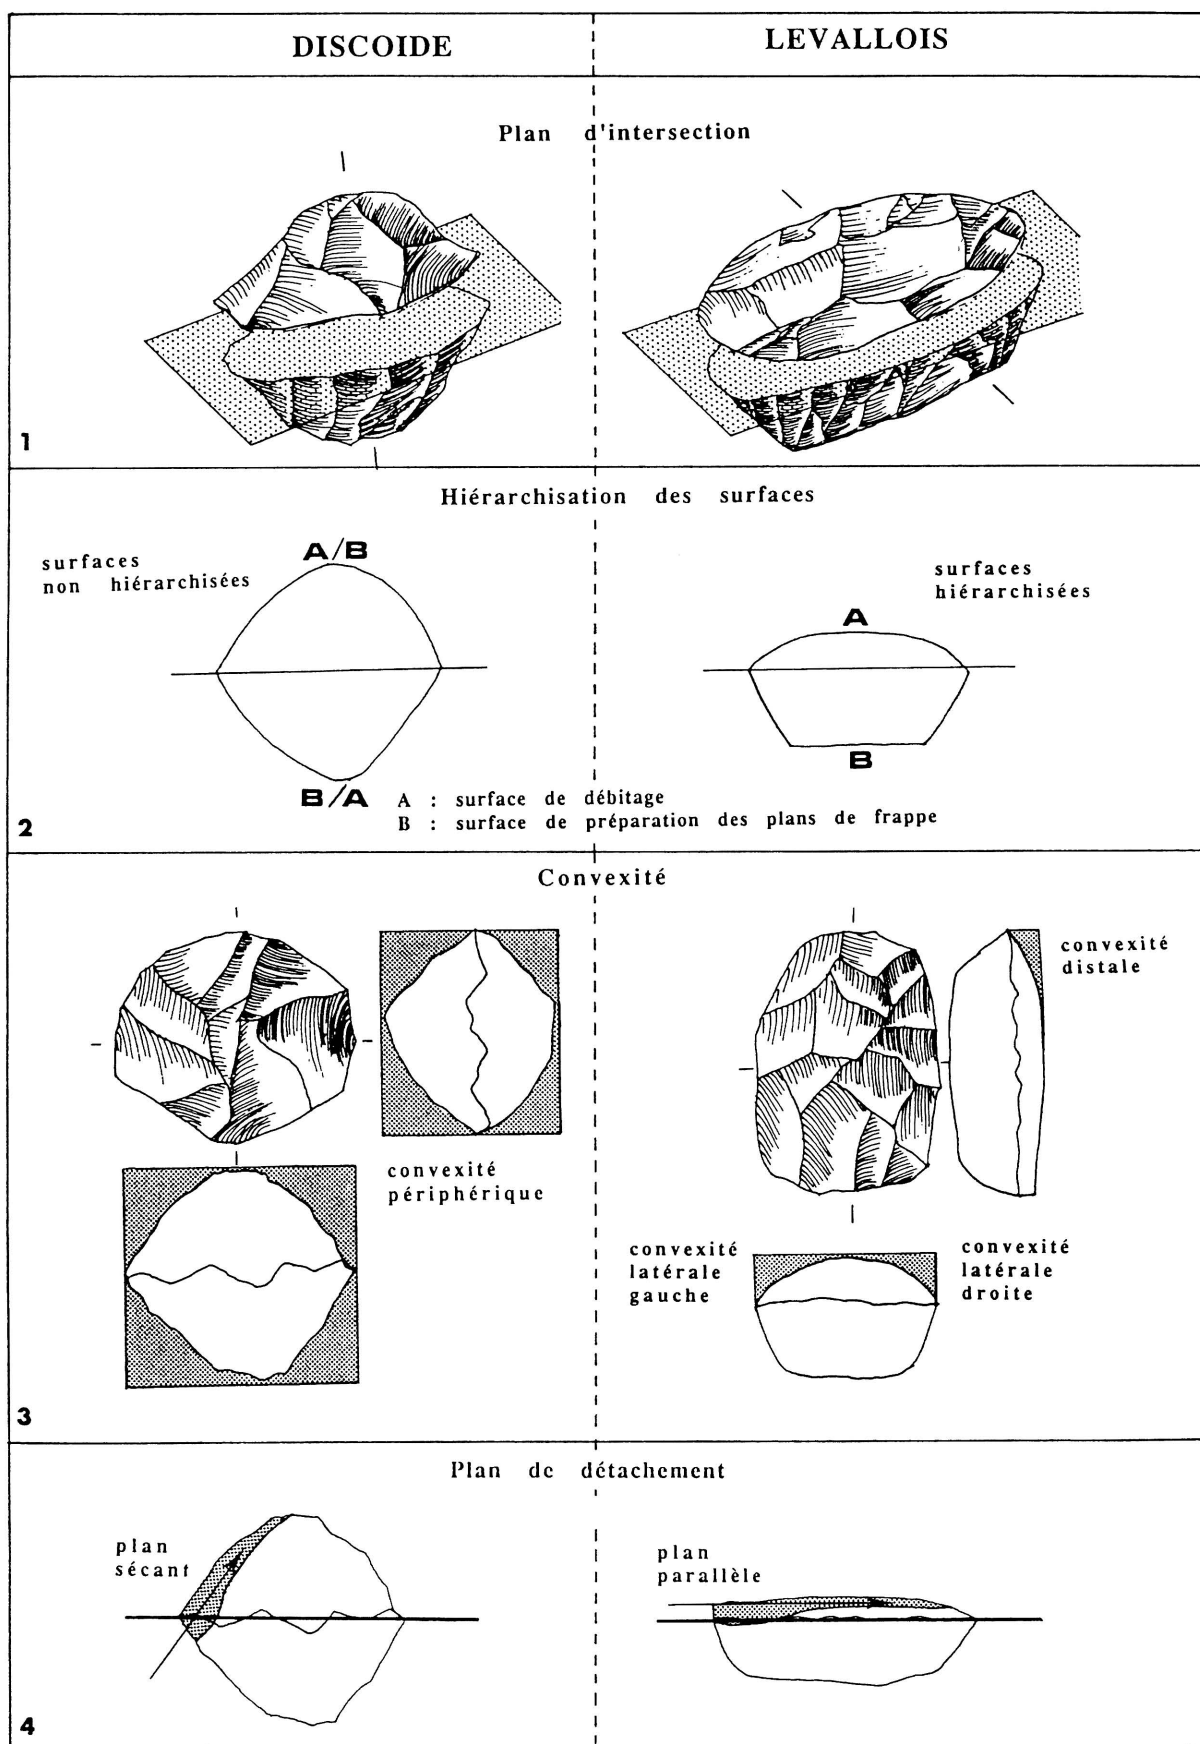 DISCOIDE
LEVALLOIS
Plan d'intersection
1
Hiérarchisation des surfaces
surfaces
non hiérarchisées
A/B
B/A
surfaces
hiérarchisées
A
B
A : surface de débitage
B : surface de préparation des plans de frappe
2
Convexité
convexité
périphérique
convexité
distale
convexité
latérale
gauche
convexité
latérale
droite
3
Plan de détachement
plan
sécant
plan
parallèle
4